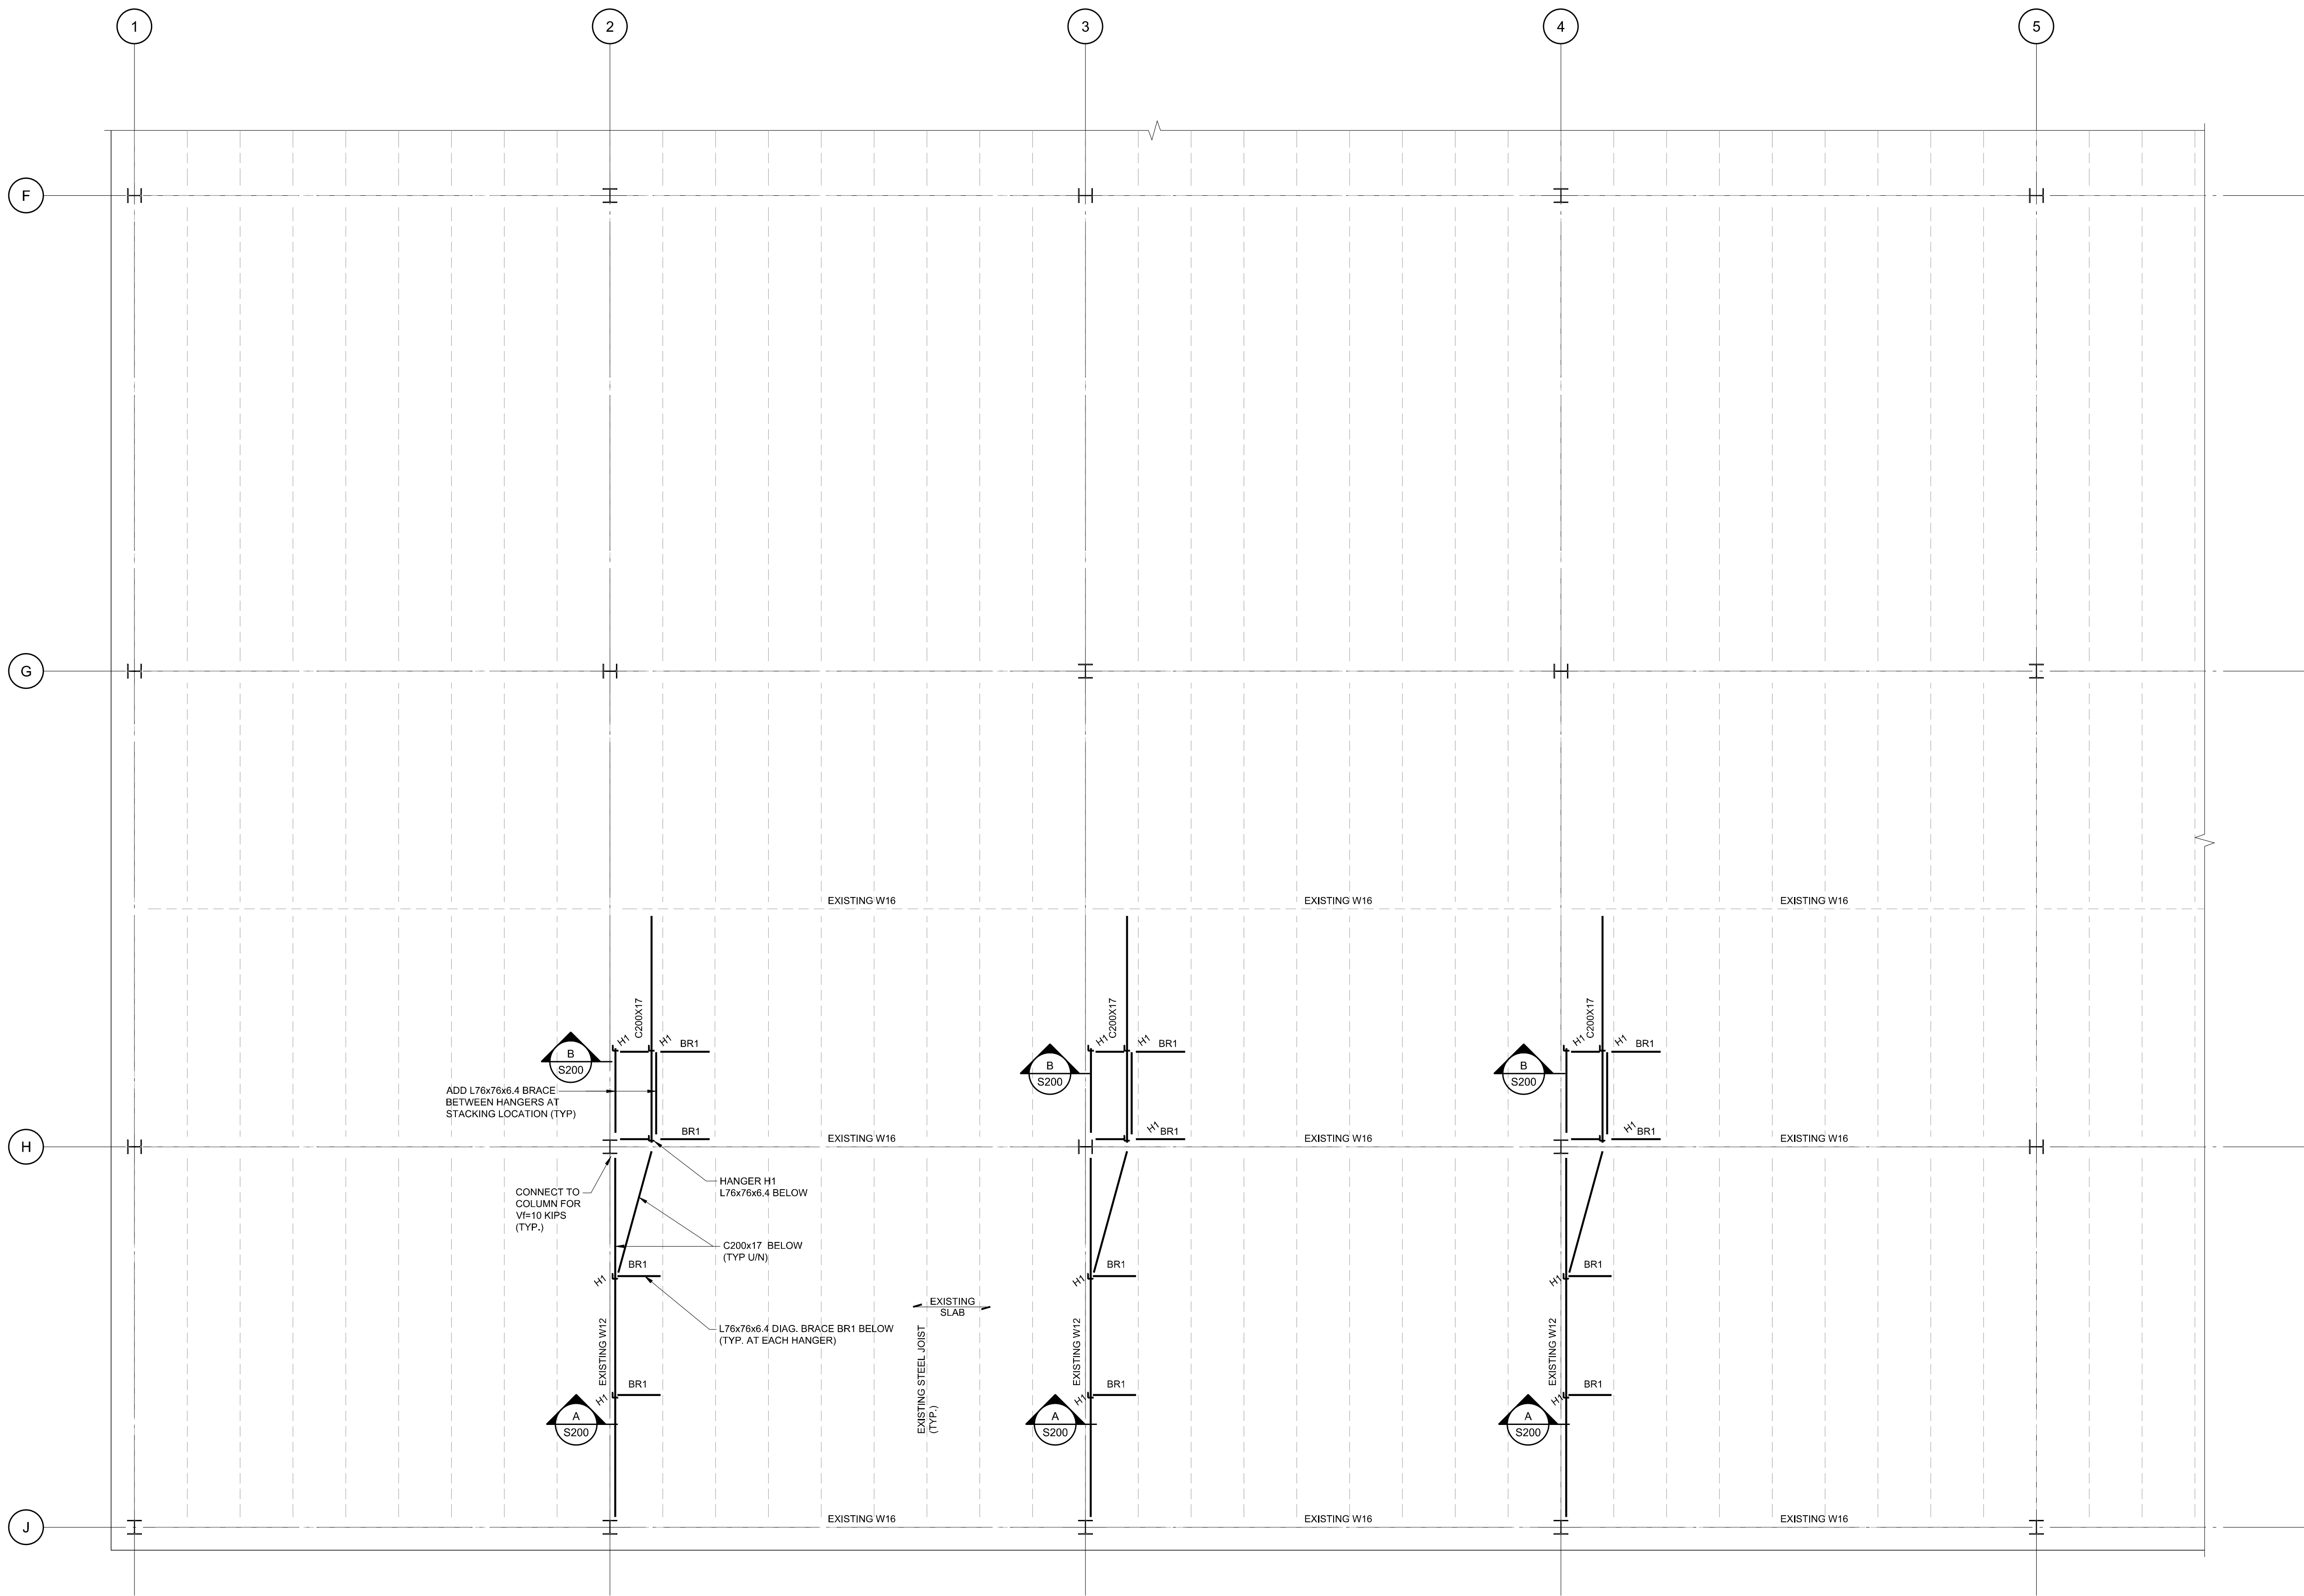 1
2
3
4
5
F
G
EXISTING W16
EXISTING W16
EXISTING W16
C200X17
C200X17
C200X17
H1
H1
BR1
H1
H1
BR1
H1
H1
BR1
B
S200
B
S200
B
S200
ADD L76x76x6.4 BRACE
BETWEEN HANGERS AT
STACKING LOCATION (TYP)
BR1
H1
BR1
H1
BR1
H
EXISTING W16
EXISTING W16
EXISTING W16
CONNECT TO
COLUMN FOR
Vf=10 KIPS
(TYP.)
HANGER H1
L76x76x6.4 BELOW
C200x17 BELOW
(TYP U/N)
H1
BR1
H1
BR1
H1
BR1
EXISTING
SLAB
L76x76x6.4 DIAG. BRACE BR1 BELOW
(TYP. AT EACH HANGER)
EXISTING W12
EXISTING STEEL JOIST
(TYP.)
EXISTING W12
EXISTING W12
H1
BR1
H1
BR1
H1
BR1
A
S200
A
S200
A
S200
J
EXISTING W16
EXISTING W16
EXISTING W16